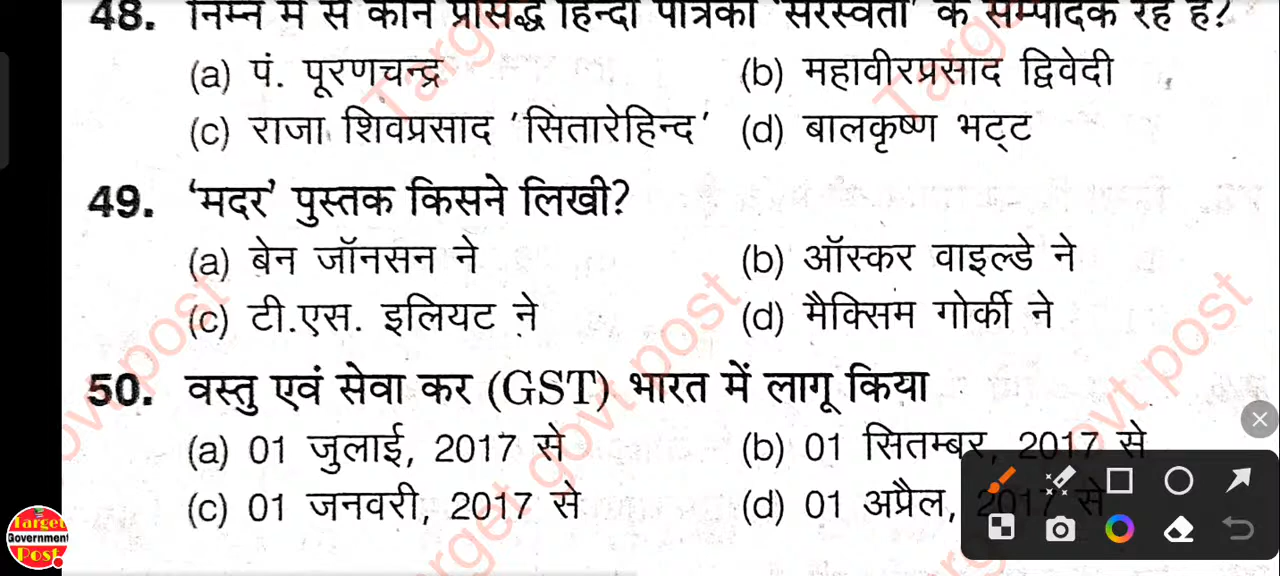 48. निम्न में से कौन प्रसिद्ध हिन्दी पत्रिका 'सरस्वती' के सम्पादक रहे हैं?
(a) पं. पूरणचन्द्र (b) महावीरप्रसाद द्विवेदी
(c) राजा शिवप्रसाद 'सितारेहिन्द' (d) बालकृष्ण भट्ट
49. 'मदर' पुस्तक किसने लिखी?
(a) बेन जॉनसन ने (b) ऑस्कर वाइल्डे ने
(c) टी.एस. इलियट ने (d) मैक्सिम गोर्की ने
50. वस्तु एवं सेवा कर (GST) भारत में लागू किया
(a) 01 जुलाई, 2017 से (b) 01 सितम्बर, 2017 से
(c) 01 जनवरी, 2017 से (d) 01 अप्रैल, 2017 से
Target
Government
Post